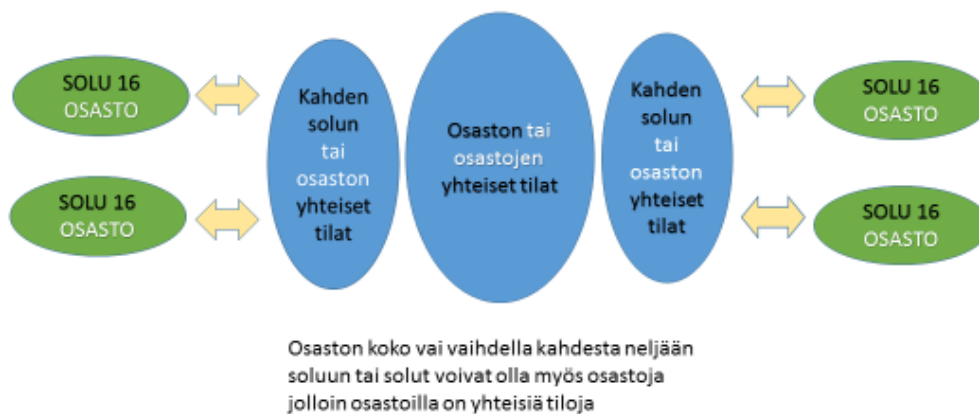 SOLU 16
OSASTO
SOLU 16
OSASTO
Kahden
solun
tai
osaston
yhteiset
tilat
Osaston tai
osastojen
yhteiset tilat
Kahden
solun
tai
osaston
yhteiset
tilat
SOLU 16
OSASTO
SOLU 16
OSASTO
Osaston koko vai vaihdella kahdesta neljään
soluun tai solut voivat olla myös osastoja
jolloin osastoilla on yhteisiä tiloja